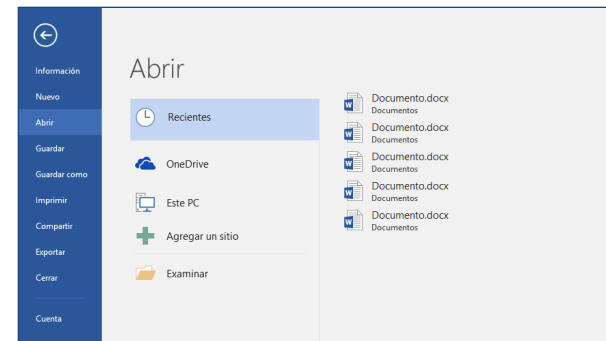 Información
Nuevo
Abrir
Guardar
Guardar como
Imprimir
Compartir
Exportar
Cerrar
Cuenta
Abrir
Recientes
OneDrive
Este PC
Agregar un sitio
Examinar
Documento.docx
Documentos
Documento.docx
Documentos
Documento.docx
Documentos
Documento.docx
Documentos
Documento.docx
Documentos